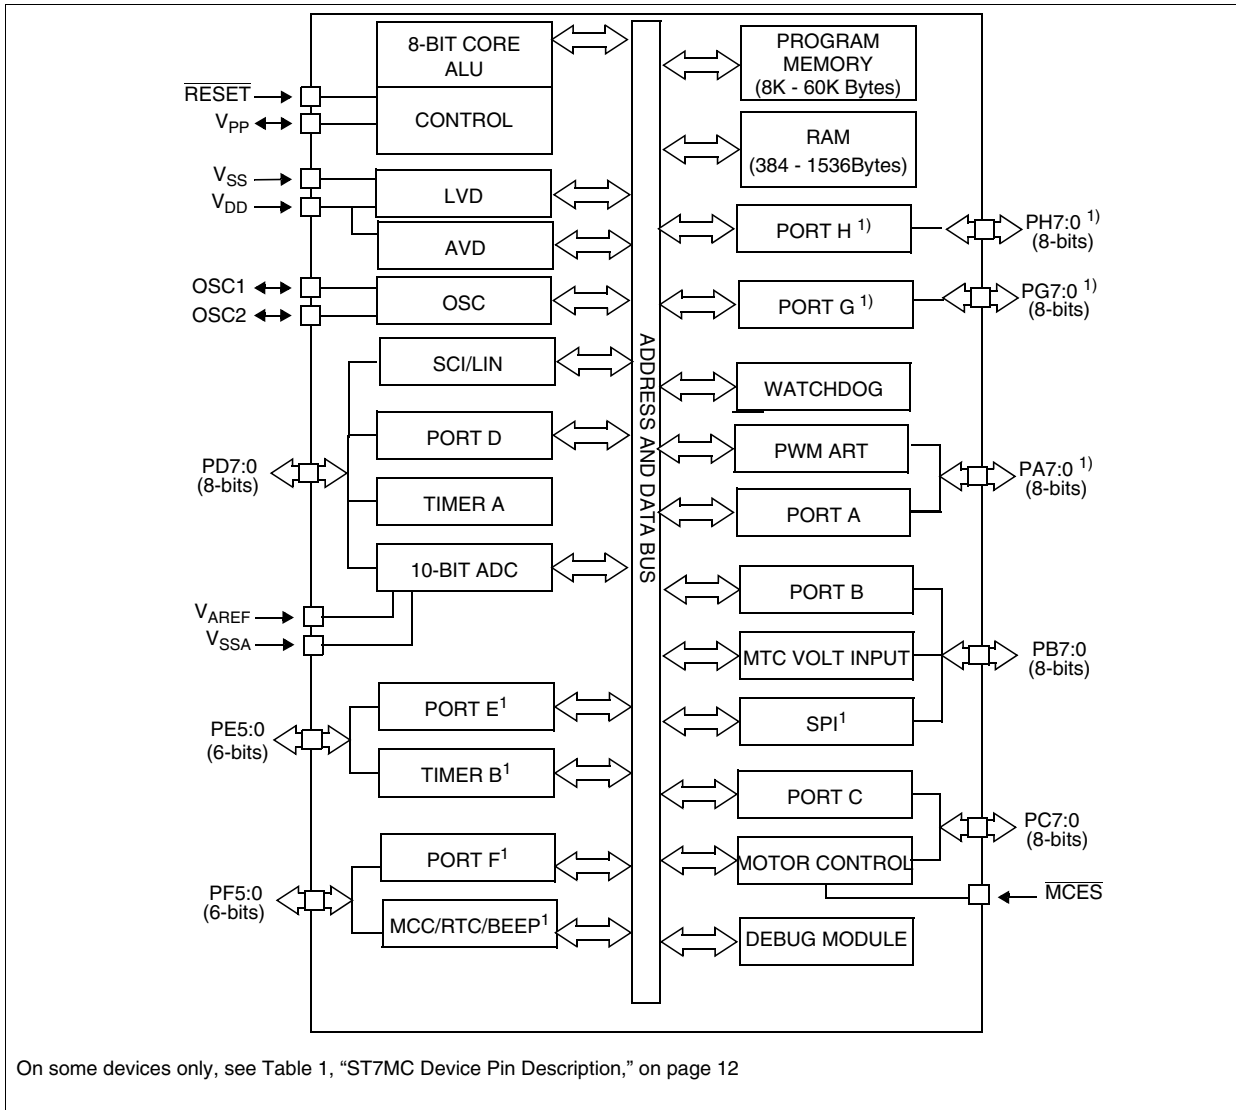 8-BIT CORE
ALU
CONTROL
RESET
VPP
VSS
VDD
LVD
AVD
OSC1
OSC2
OSC
SCI/LIN
PORT D
PD7:0
(8-bits)
TIMER A
10-BIT ADC
VAREF
VSSA
PORT E1
PE5:0
(6-bits)
TIMER B1
PORT F1
PF5:0
(6-bits)
MCC/RTC/BEEP1
ADDRESS AND DATA BUS
PROGRAM
MEMORY
(8K - 60K Bytes)
RAM
(384 - 1536Bytes)
PORT H 1)
PH7:0 1)
(8-bits)
PORT G 1)
PG7:0 1)
(8-bits)
WATCHDOG
PWM ART
PA7:0 1)
(8-bits)
PORT A
PORT B
MTC VOLT INPUT
PB7:0
(8-bits)
SPI1
PORT C
PC7:0
(8-bits)
MOTOR CONTROL
MCES
DEBUG MODULE
On some devices only, see Table 1, “ST7MC Device Pin Description,” on page 12